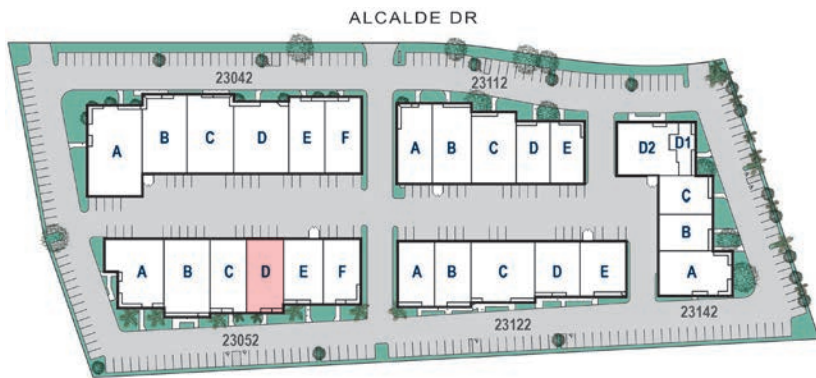 ALCALDE DR
23042
23112
A B C D E F
A B C D E
D2 D1
C
B
A
A B C D E F
A B C D E
23052
23122
23142